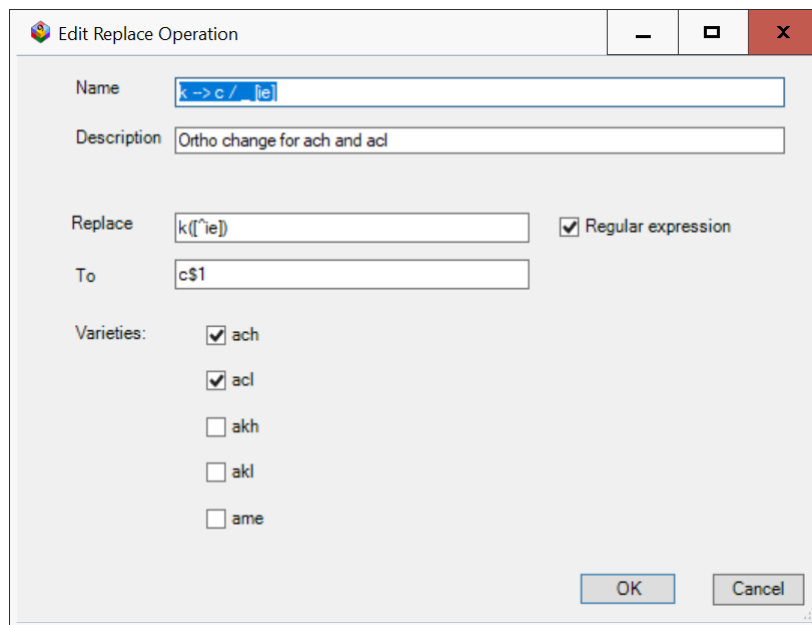 Edit Replace Operation
Name k --> c / _ [ie]
Description Ortho change for ach and acl
Replace k([^ie]) Regular expression
To c$1
Varieties: ach
acl
akh
akl
ame
OK Cancel